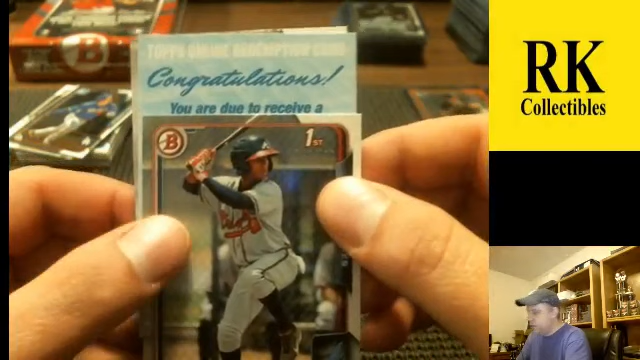 TOPPS ONLINE REDEMPTION CARD
Congratulations!
You are due to receive a
B
1ST
B
RK
Collectibles